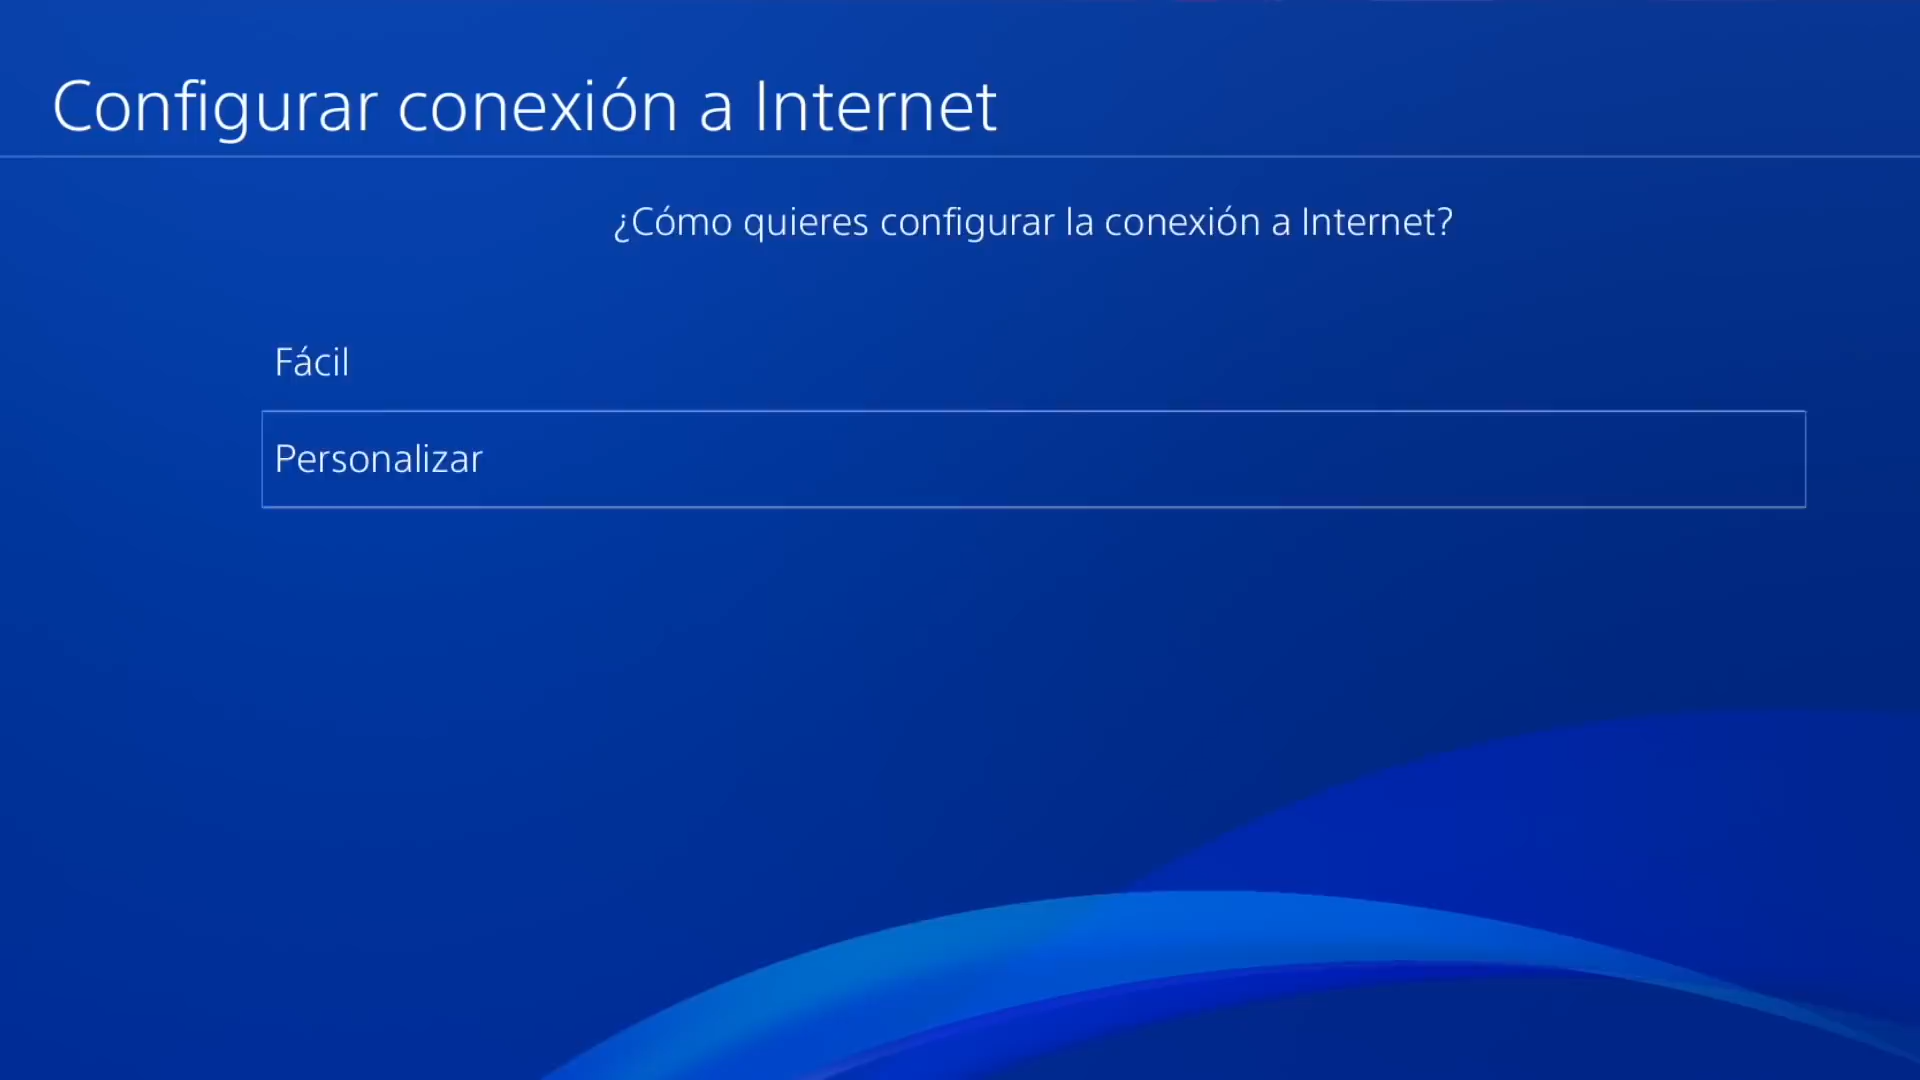 Configurar conexión a Internet
¿Cómo quieres configurar la conexión a Internet?
Fácil
Personalizar